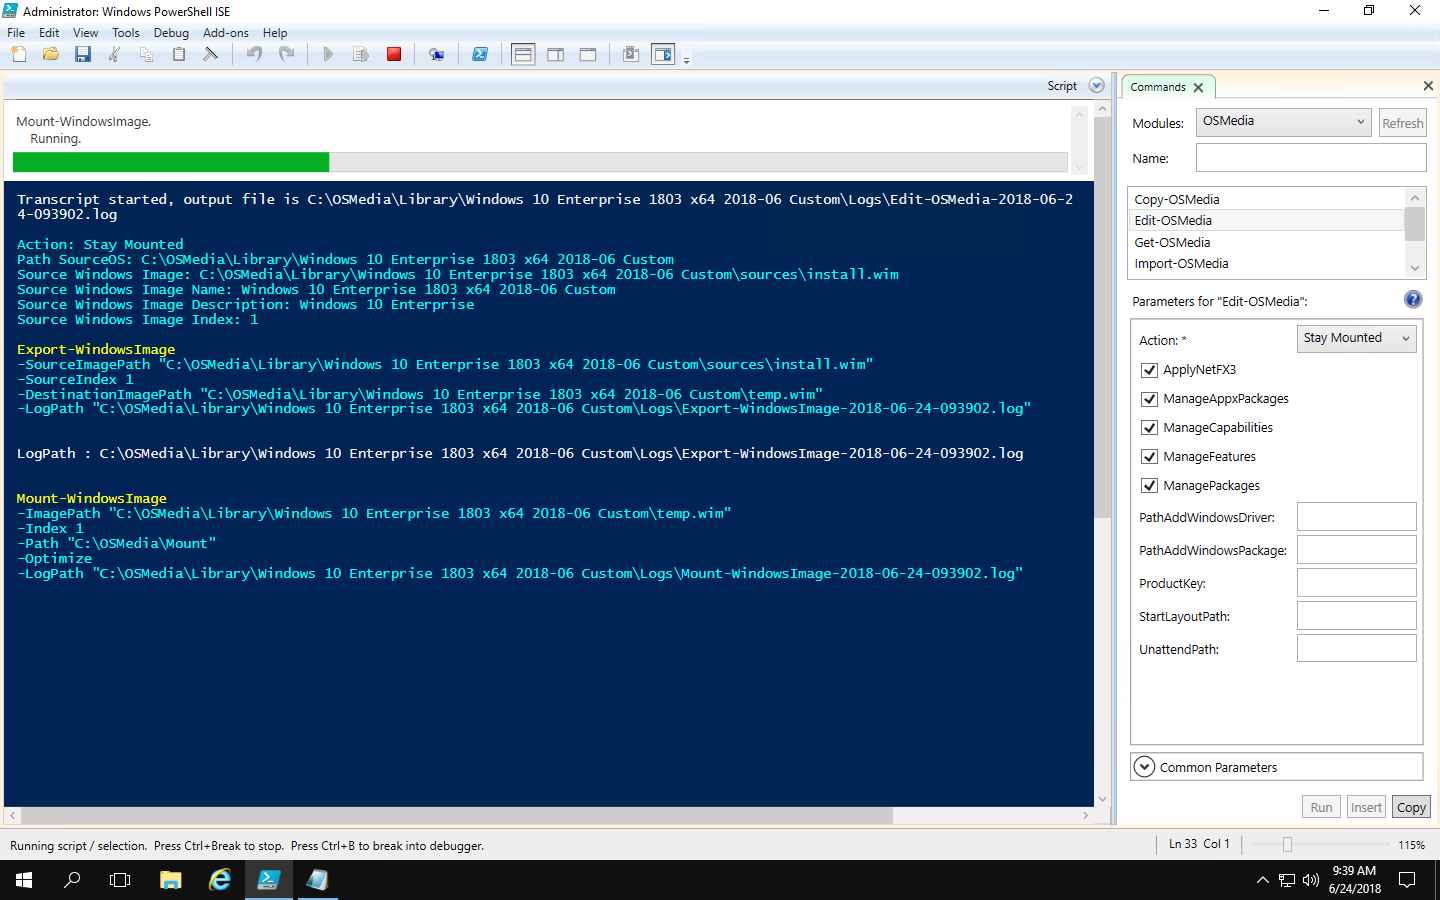 Administrator: Windows PowerShell ISE
File Edit View Tools Debug Add-ons Help
Script
Mount-WindowsImage.
Running.
Transcript started, output file is C:\OSMedia\Library\Windows 10 Enterprise 1803 x64 2018-06 Custom\Logs\Edit-OSMedia-2018-06-2
4-093902.log
Action: Stay Mounted
Path SourceOS: C:\OSMedia\Library\Windows 10 Enterprise 1803 x64 2018-06 Custom
Source Windows Image: C:\OSMedia\Library\Windows 10 Enterprise 1803 x64 2018-06 Custom\sources\install.wim
Source Windows Image Name: Windows 10 Enterprise 1803 x64 2018-06 Custom
Source Windows Image Description: Windows 10 Enterprise
Source Windows Image Index: 1
Export-WindowsImage
-SourceImagePath "C:\OSMedia\Library\Windows 10 Enterprise 1803 x64 2018-06 Custom\sources\install.wim"
-SourceIndex 1
-DestinationImagePath "C:\OSMedia\Library\Windows 10 Enterprise 1803 x64 2018-06 Custom\temp.wim"
-LogPath "C:\OSMedia\Library\Windows 10 Enterprise 1803 x64 2018-06 Custom\Logs\Export-WindowsImage-2018-06-24-093902.log"
LogPath : C:\OSMedia\Library\Windows 10 Enterprise 1803 x64 2018-06 Custom\Logs\Export-WindowsImage-2018-06-24-093902.log
Mount-WindowsImage
-ImagePath "C:\OSMedia\Library\Windows 10 Enterprise 1803 x64 2018-06 Custom\temp.wim"
-Index 1
-Path "C:\OSMedia\Mount"
-Optimize
-LogPath "C:\OSMedia\Library\Windows 10 Enterprise 1803 x64 2018-06 Custom\Logs\Mount-WindowsImage-2018-06-24-093902.log"
Commands
Modules: OSMedia Refresh
Name:
Copy-OSMedia
Edit-OSMedia
Get-OSMedia
Import-OSMedia
Parameters for "Edit-OSMedia":
Action: * Stay Mounted
ApplyNetFX3
ManageAppxPackages
ManageCapabilities
ManageFeatures
ManagePackages
PathAddWindowsDriver:
PathAddWindowsPackage:
ProductKey:
StartLayoutPath:
UnattendPath:
Common Parameters
Run Insert Copy
Running script / selection. Press Ctrl+Break to stop. Press Ctrl+B to break into debugger.
Ln 33 Col 1
115%
9:39 AM
6/24/2018